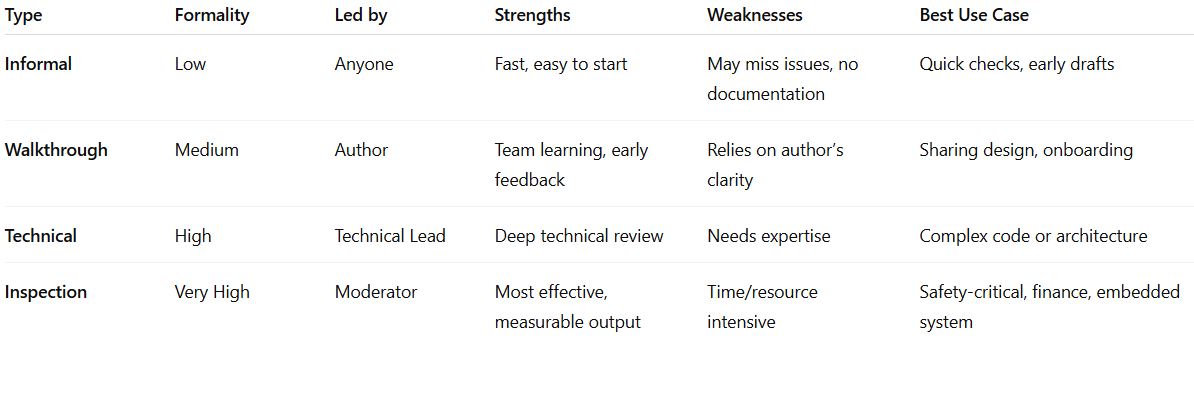 Type Formality Led by Strengths Weaknesses Best Use Case
Informal Low Anyone Fast, easy to start May miss issues, no Quick checks, early drafts
documentation
Walkthrough Medium Author Team learning, early Relies on author’s Sharing design, onboarding
feedback clarity
Technical High Technical Lead Deep technical review Needs expertise Complex code or architecture
Inspection Very High Moderator Most effective, Time/resource Safety-critical, finance, embedded
measurable output intensive system